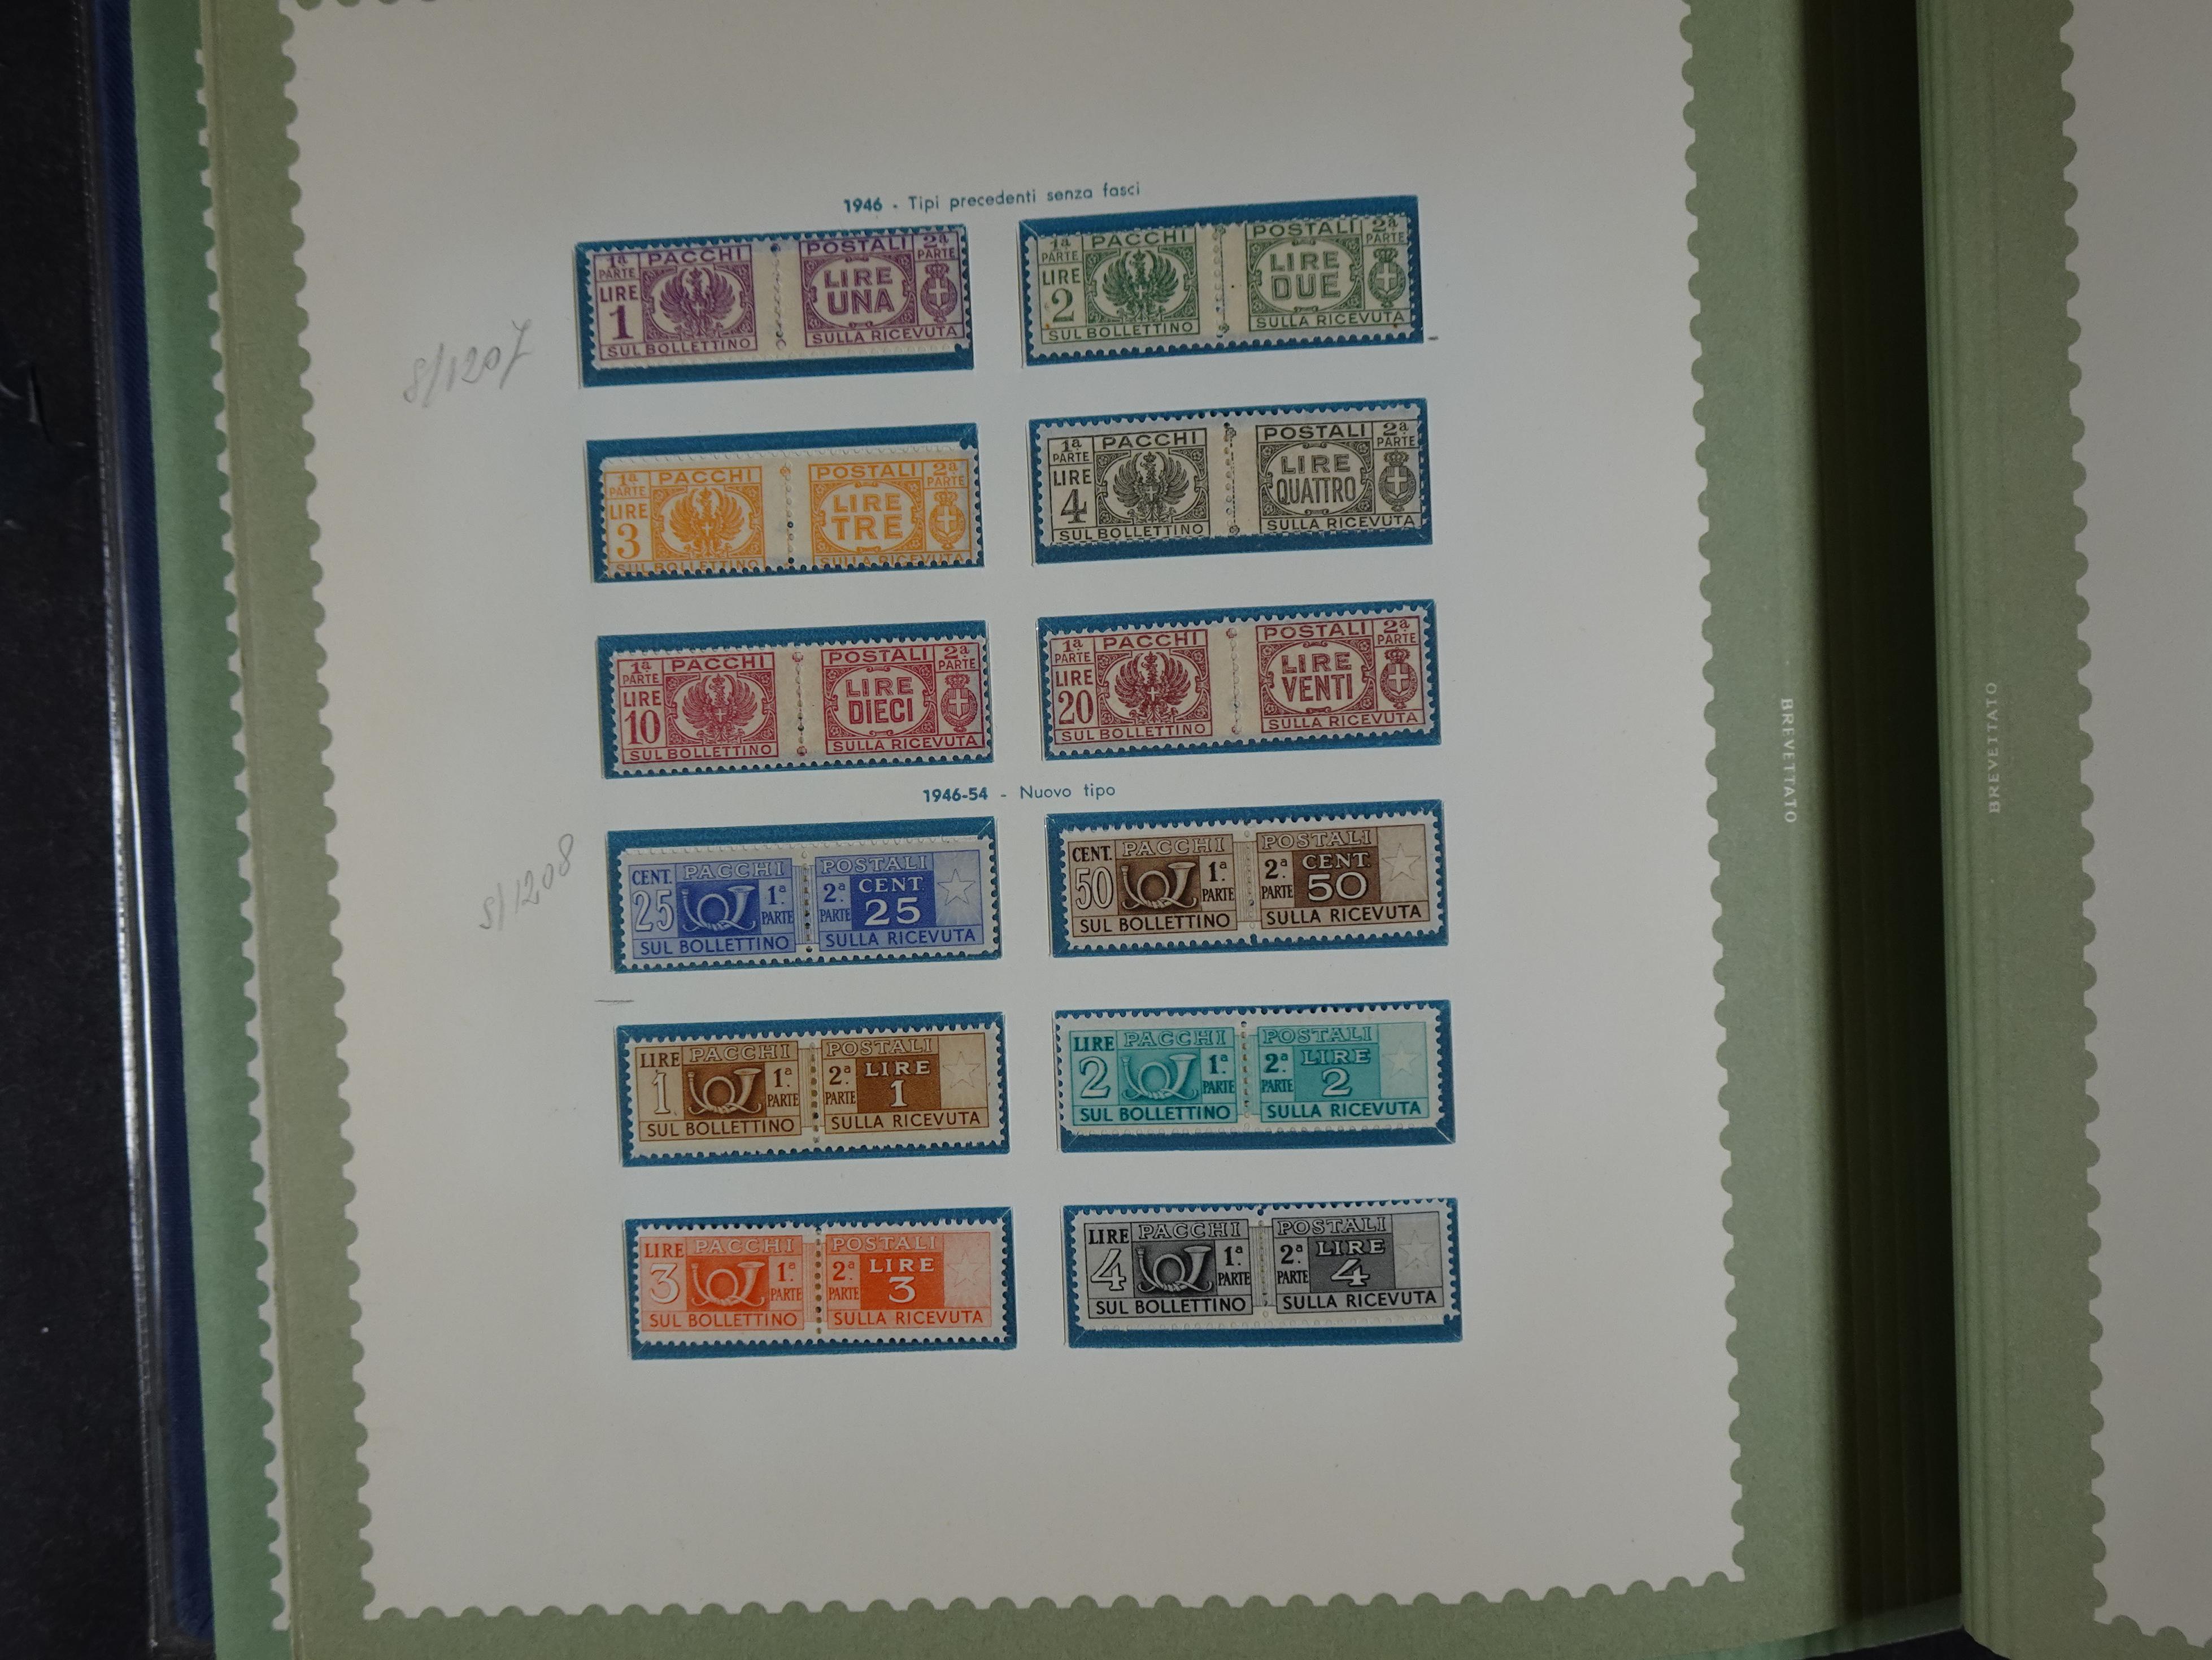 1946 - Tipi precedenti senza fasci
1ª PARTE PACCHI POSTALI 2ª PARTE
LIRE 1 LIRE UNA
SUL BOLLETTINO SULLA RICEVUTA
1ª PARTE PACCHI POSTALI 2ª PARTE
LIRE 2 LIRE DUE
SUL BOLLETTINO SULLA RICEVUTA
S/1207
1ª PARTE PACCHI POSTALI 2ª PARTE
LIRE 3 LIRE TRE
SUL BOLLETTINO SULLA RICEVUTA
1ª PARTE PACCHI POSTALI 2ª PARTE
LIRE 4 LIRE QUATTRO
SUL BOLLETTINO SULLA RICEVUTA
1ª PARTE PACCHI POSTALI 2ª PARTE
LIRE 10 LIRE DIECI
SUL BOLLETTINO SULLA RICEVUTA
1ª PARTE PACCHI POSTALI 2ª PARTE
LIRE 20 LIRE VENTI
SUL BOLLETTINO SULLA RICEVUTA
1946-54 - Nuovo tipo
S/1208
CENT. PACCHI POSTALI
25 1ª PARTE 2ª PARTE CENT 25
SUL BOLLETTINO SULLA RICEVUTA
CENT. PACCHI POSTALI
50 1ª PARTE 2ª PARTE CENT. 50
SUL BOLLETTINO SULLA RICEVUTA
LIRE PACCHI POSTALI
1 1ª PARTE 2ª PARTE LIRE 1
SUL BOLLETTINO SULLA RICEVUTA
LIRE PACCHI POSTALI
2 1ª PARTE 2ª PARTE LIRE 2
SUL BOLLETTINO SULLA RICEVUTA
LIRE PACCHI POSTALI
3 1ª PARTE 2ª PARTE LIRE 3
SUL BOLLETTINO SULLA RICEVUTA
LIRE PACCHI POSTALI
4 1ª PARTE 2ª PARTE LIRE 4
SUL BOLLETTINO SULLA RICEVUTA
BREVETTATO
BREVETTATO